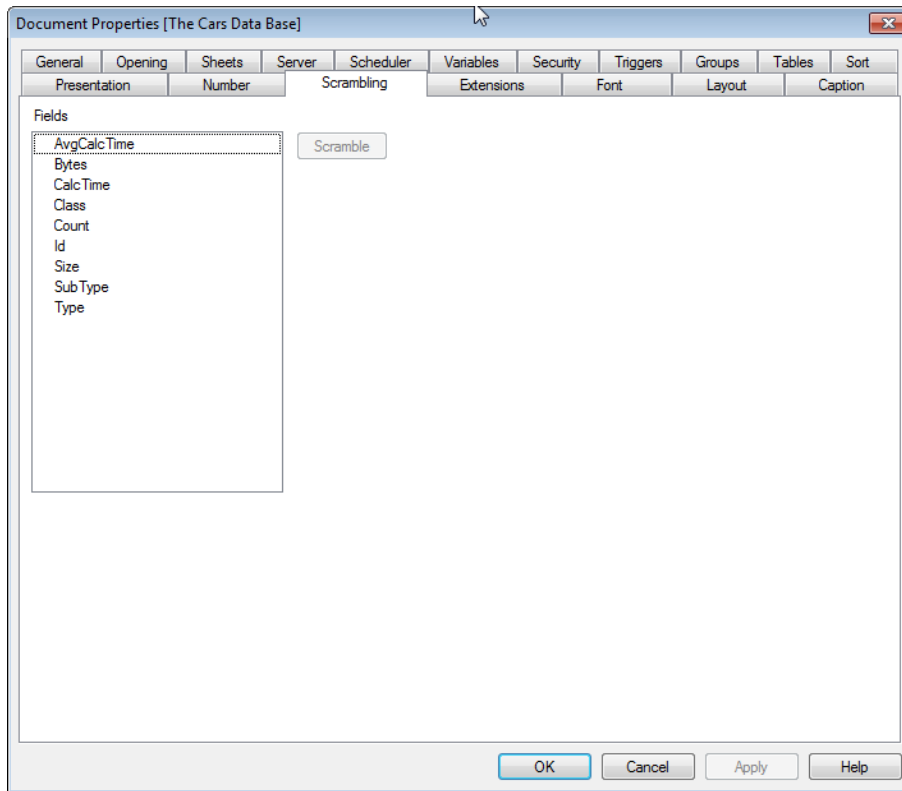 Document Properties [The Cars Data Base]
General Opening Sheets Server Scheduler Variables Security Triggers Groups Tables Sort
Presentation Number Scrambling Extensions Font Layout Caption
Fields
AvgCalcTime
Scramble
Bytes
CalcTime
Class
Count
Id
Size
SubType
Type
OK Cancel Apply Help